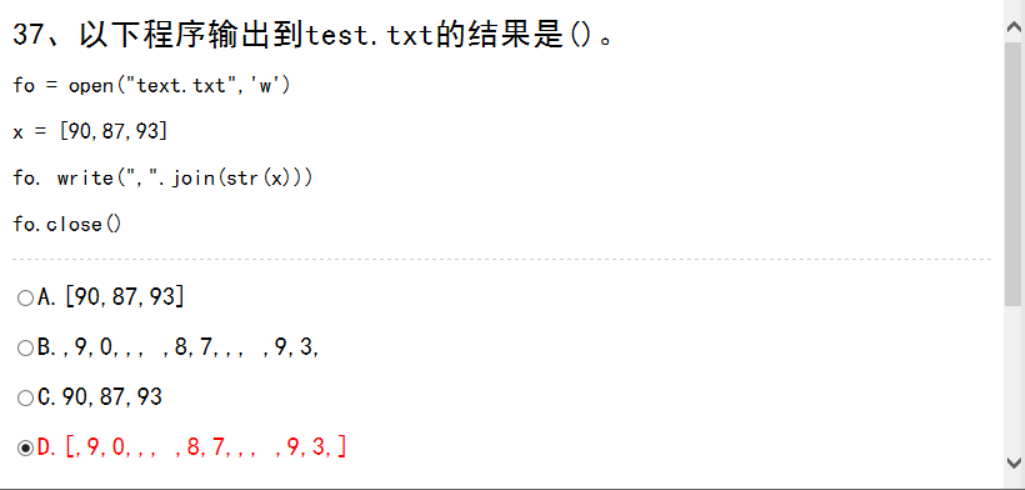 37、以下程序输出到test.txt的结果是()。
fo = open("text.txt",'w')
x = [90,87,93]
fo. write(",".join(str(x)))
fo.close()
A. [90,87,93]
B. ,9,0,,, ,8,7,,, ,9,3,
C. 90,87,93
D. [,9,0,,, ,8,7,,, ,9,3,]